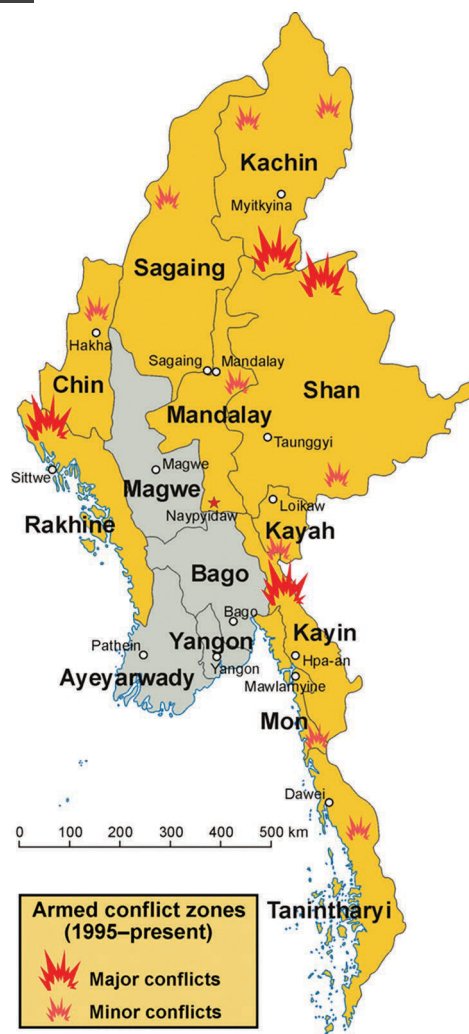 Kachin
Myitkyina
Sagaing
Hakha
Sagaing
Mandalay
Chin
Shan
Mandalay
Taunggyi
Magwe
Sittwe
Magwe
Loikaw
Naypyidaw
Rakhine
Kayah
Bago
Bago
Kayin
Pathein
Yangon
Hpa-an
Yangon
Ayeyarwady
Mawlamyine
Mon
Dawei
0 100 200 300 400 500 km
Tanintharyi
Armed conflict zones
(1995–present)
Major conflicts
Minor conflicts